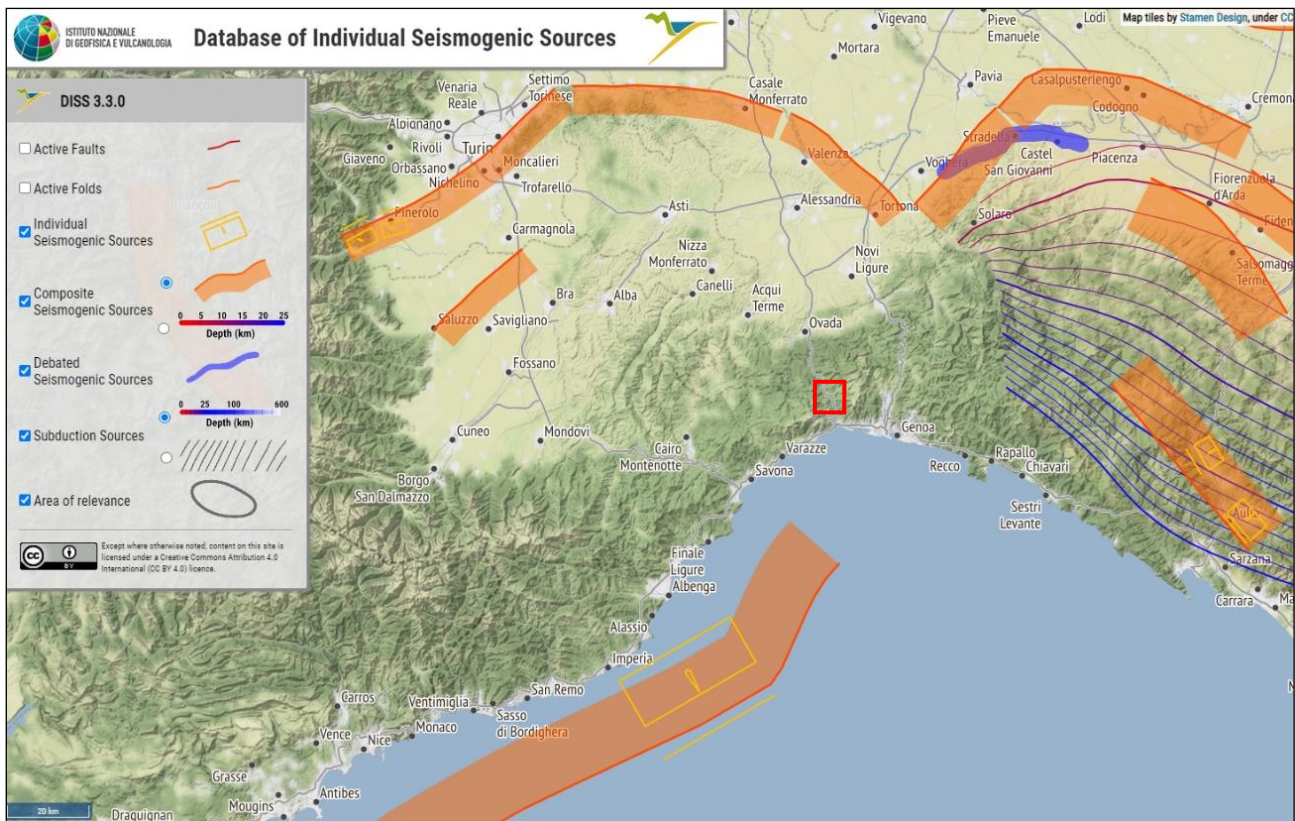 ISTITUTO NAZIONALE
DI GEOFISICA E VULCANOLOGIA
Database of Individual Seismogenic Sources
Map tiles by Stamen Design, under CC
DISS 3.3.0
Active Faults
Active Folds
Individual
Seismogenic Sources
Composite
Seismogenic Sources
0 5 10 15 20 25
Depth (km)
Debated
Seismogenic Sources
0 25 100 600
Depth (km)
Subduction Sources
Area of relevance
cc
BY
Except where otherwise noted, content on this site is
licensed under a Creative Commons Attribution 4.0
International (CC BY 4.0) licence.
20 km
Vigevano
Pieve
Emanuele
Lodi
Mortara
Pavia
Casalpusterlengo
Codogno
Cremona
Venaria
Reale
Settimo
Torinese
Casale
Monferrato
Alpignano
Rivoli
Turin
Giaveno
Orbassano
Moncalieri
Nichelino
Trofarello
Valenza
Voghera
Stradella
Castel
San Giovanni
Piacenza
Fiorenzuola
d'Arda
Fiden
Pinerolo
Asti
Alessandria
Tortona
Solaro
Carmagnola
Nizza
Monferrato
Novi
Ligure
Salsomagg
Terme
Bra
Alba
Canelli
Acqui
Terme
Saluzzo
Savigliano
Ovada
Fossano
Cuneo
Mondovì
Cairo
Montenotte
Varazze
Genoa
Borgo
San Dalmazzo
Savona
Recco
Rapallo
Chiavari
Sestri
Levante
Aulla
Sarzana
Carrara
Ma
Finale
Ligure
Albenga
Alassio
Imperia
San Remo
Carros
Ventimiglia
Sasso
di Bordighera
Vence
Nice
Monaco
Grasse
Mougins
Antibes
Draguignan